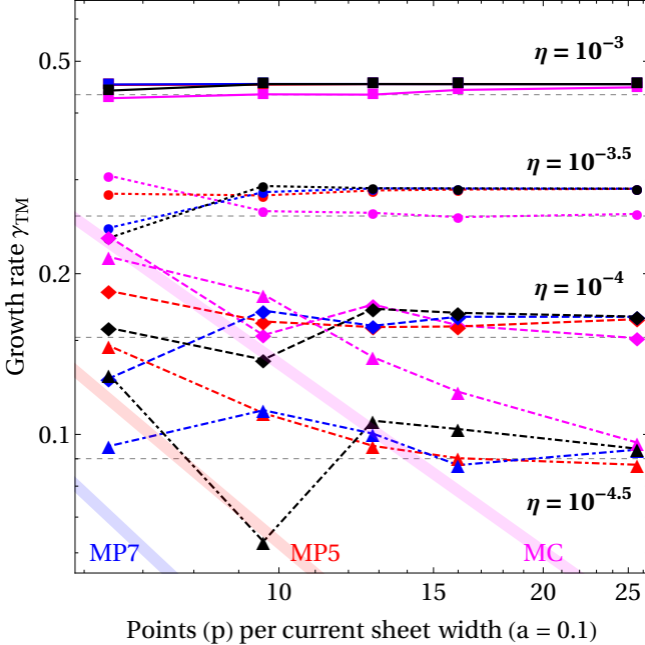 0.5
η = 10⁻³
η = 10⁻³·⁵
0.2
η = 10⁻⁴
0.1
η = 10⁻⁴·⁵
MP7 MP5 MC
10 15 20 25
Growth rate γTM
Points (p) per current sheet width (a = 0.1)